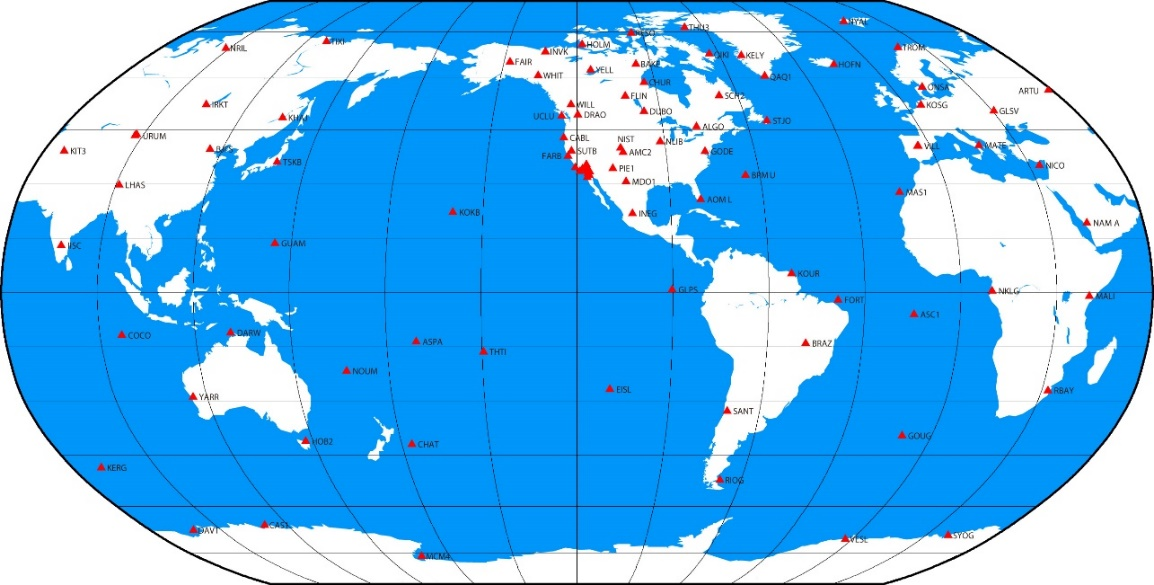 NYAL
THU3
RESO
TIXI
HOLM
NRIL
INVK
TROM
KELY
FAIR
BAKE
HOFN
YELL
WHIT
QAQ1
CHUR
ONSA
ARTU
FLIN
SCH2
IRKT
WILL
KOSG
DUBO
GLSV
UCLU
DRAO
STJO
ALGO
URUM
CABL
NIST
NLIB
VILL
MATE
KIT3
SUTB
AMC2
GODE
FARB
TSKB
NICO
PIE1
BRMU
LHAS
MDO1
MAS1
AOML
KOKB
INEG
NAMA
GUAM
IISC
KOUR
GLPS
NKLG
MALI
FORT
ASC1
COCO
DARW
ASPA
BRAZ
THTI
NOUM
EISL
RBAY
YARR
SANT
GOUG
HOB2
CHAT
KERG
RIOG
CAS1
DAV1
SYOG
VESL
MCM4